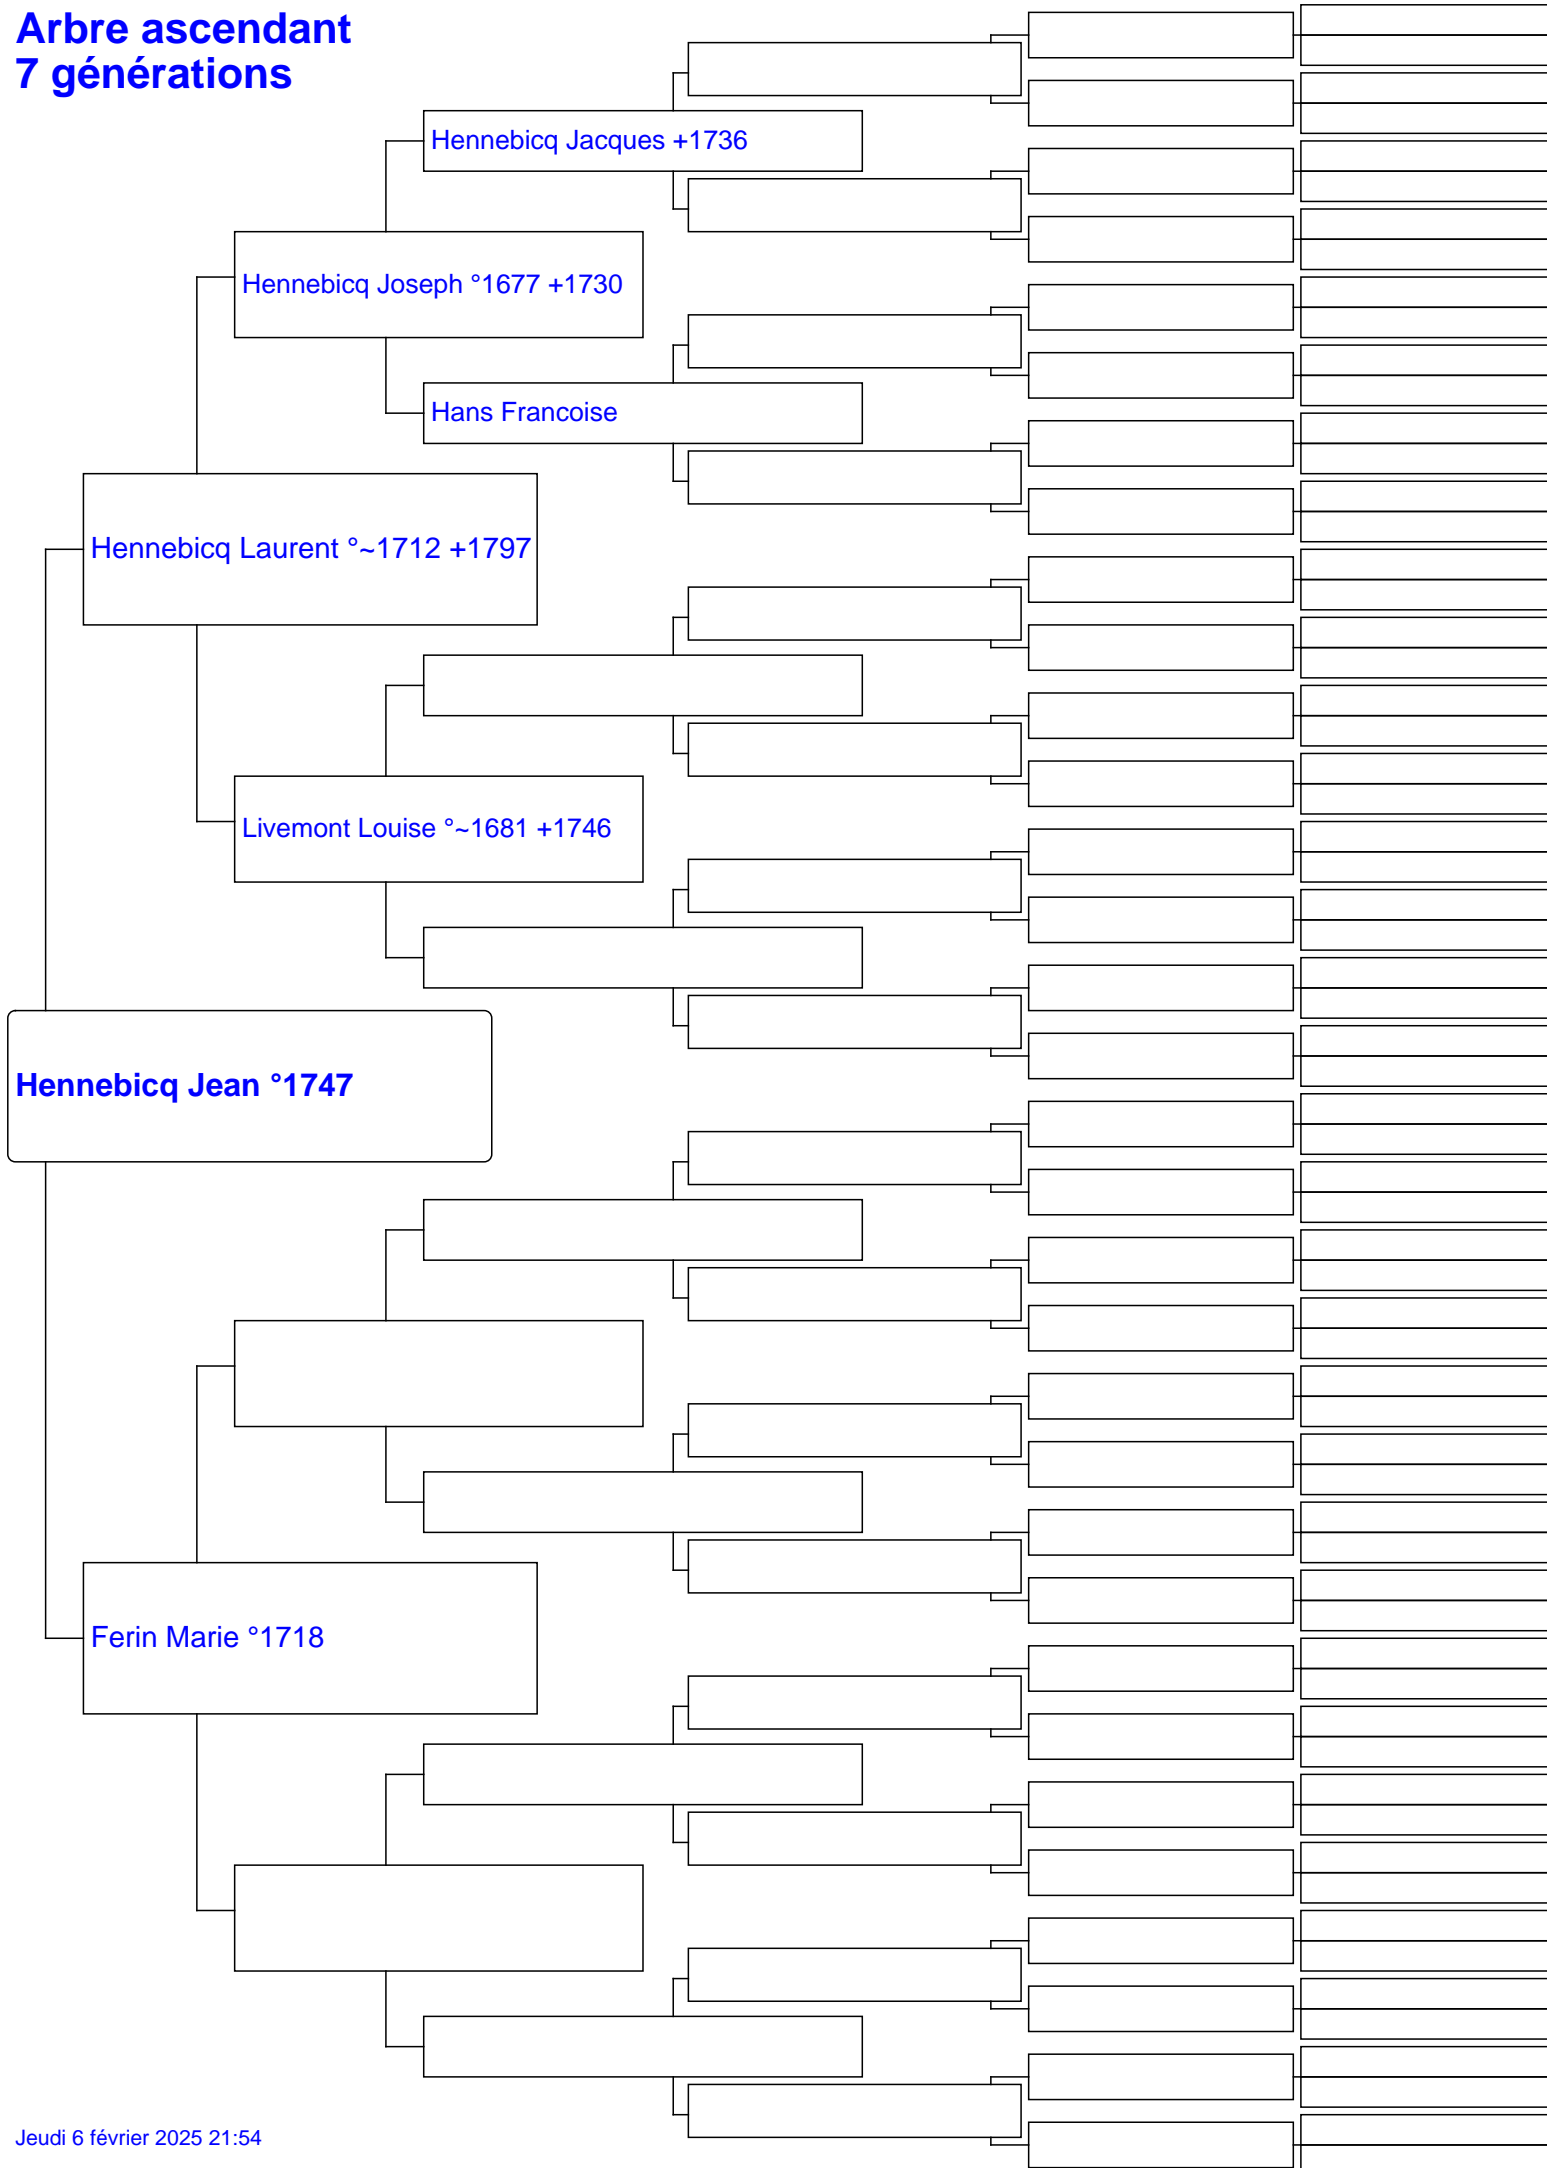 Arbre ascendant
7 générations
Hennebicq Jacques +1736
Hennebicq Joseph °1677 +1730
Hans Francoise
Hennebicq Laurent °~1712 +1797
Livemont Louise °~1681 +1746
Hennebicq Jean °1747
Ferin Marie °1718
Jeudi 6 février 2025 21:54